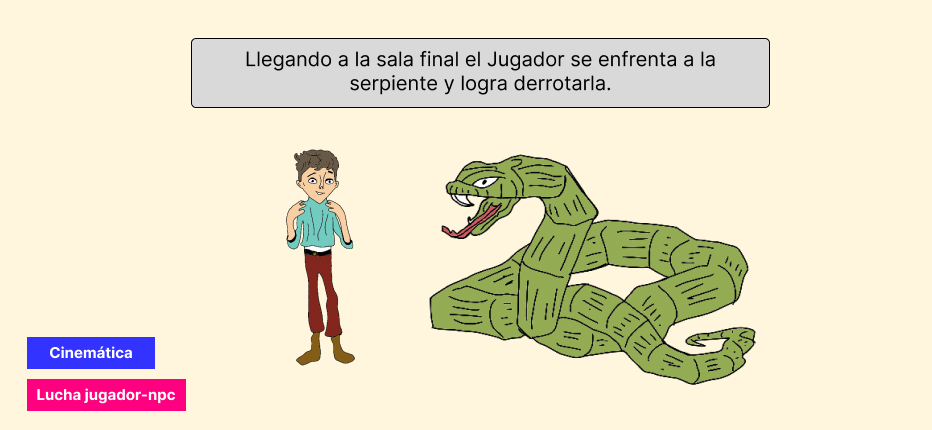 Llegando a la sala final el Jugador se enfrenta a la
serpiente y logra derrotarla.
Cinemática
Lucha jugador-npc